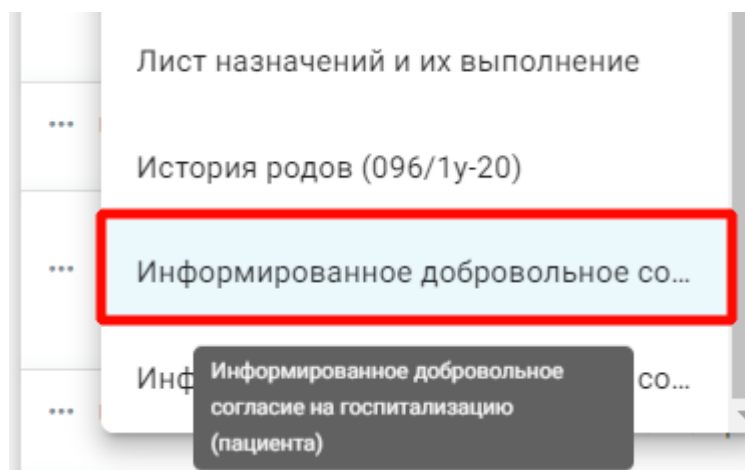 Лист назначений и их выполнение
История родов (096/1у-20)
Информированное добровольное со...
Инф со...
Информированное добровольное
согласие на госпитализацию
(пациента)